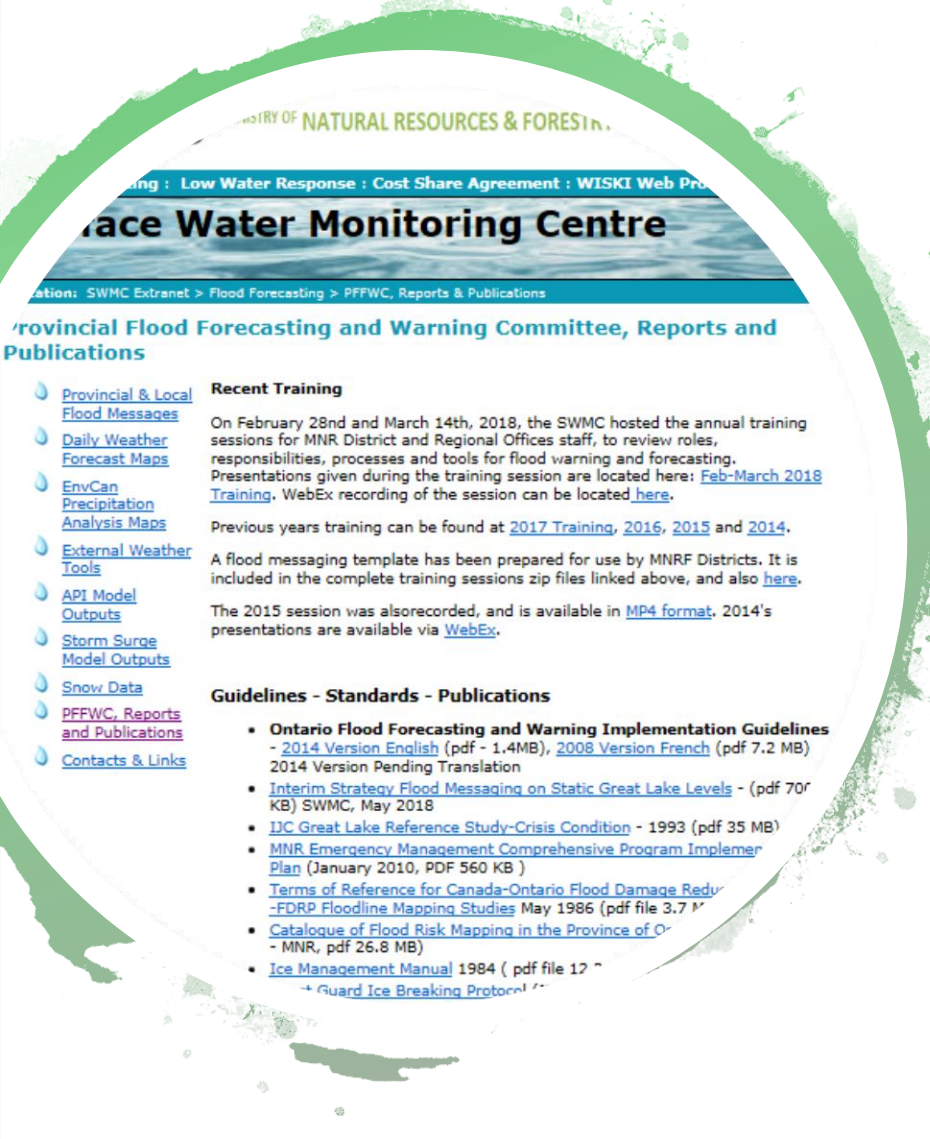 NATURAL RESOURCES & FORESTR
: Low Water Response : Cost Share Agreement : WISKI Web Pro
ace Water Monitoring Centre
ation: SWMC Extranet > Flood Forecasting > PFFWC, Reports & Publications
rovincial Flood Forecasting and Warning Committee, Reports and
Publications
Provincial & Local
Flood Messages
Daily Weather
Forecast Maps
EnvCan
Precipitation
Analysis Maps
External Weather
Tools
API Model
Outputs
Storm Surge
Model Outputs
Snow Data
PFFWC, Reports
and Publications
Contacts & Links
Recent Training
On February 28nd and March 14th, 2018, the SWMC hosted the annual training
sessions for MNR District and Regional Offices staff, to review roles,
responsibilities, processes and tools for flood warning and forecasting.
Presentations given during the training session are located here: Feb-March 2018
Training. WebEx recording of the session can be located here.
Previous years training can be found at 2017 Training, 2016, 2015 and 2014.
A flood messaging template has been prepared for use by MNRF Districts. It is
included in the complete training sessions zip files linked above, and also here.
The 2015 session was alsorecorded, and is available in MP4 format. 2014's
presentations are available via WebEx.
Guidelines - Standards - Publications
• Ontario Flood Forecasting and Warning Implementation Guidelines
- 2014 Version English (pdf - 1.4MB), 2008 Version French (pdf 7.2 MB)
2014 Version Pending Translation
• Interim Strategy Flood Messaging on Static Great Lake Levels - (pdf 70
KB) SWMC, May 2018
• IJC Great Lake Reference Study-Crisis Condition - 1993 (pdf 35 MB)
• MNR Emergency Management Comprehensive Program Implemen
Plan (January 2010, PDF 560 KB )
• Terms of Reference for Canada-Ontario Flood Damage Redu
-FDRP Floodline Mapping Studies May 1986 (pdf file 3.7 M
• Catalogue of Flood Risk Mapping in the Province of O
- MNR, pdf 26.8 MB)
• Ice Management Manual 1984 ( pdf file 12
Guard Ice Breaking Protocol